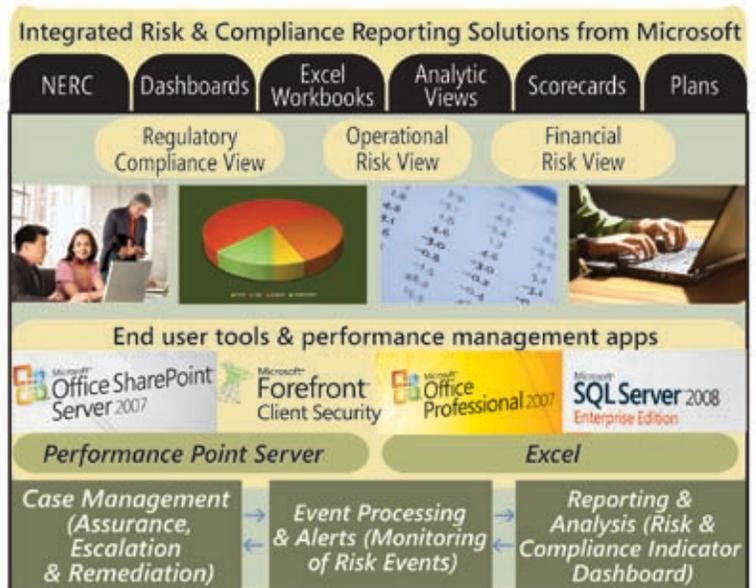 Integrated Risk & Compliance Reporting Solutions from Microsoft
NERC
Dashboards
Excel
Workbooks
Analytic
Views
Scorecards
Plans
Regulatory
Compliance View
Operational
Risk View
Financial
Risk View
End user tools & performance management apps
Microsoft
Office SharePoint
Server 2007
Microsoft
Forefront
Client Security
Microsoft
Office
Professional 2007
Microsoft
SQL Server 2008
Enterprise Edition
Performance Point Server
Excel
Case Management
(Assurance,
Escalation
& Remediation)
Event Processing
& Alerts (Monitoring
of Risk Events)
Reporting &
Analysis (Risk &
Compliance Indicator
Dashboard)